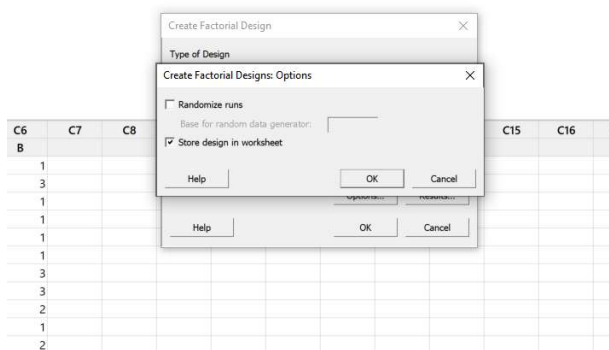 Create Factorial Design
Type of Design
Create Factorial Designs: Options
Randomize runs
Base for random data generator:
Store design in worksheet
Help OK Cancel
Options... Results...
Help OK Cancel
C6 C7 C8 C15 C16
B
1
3
1
1
1
1
3
3
2
1
2